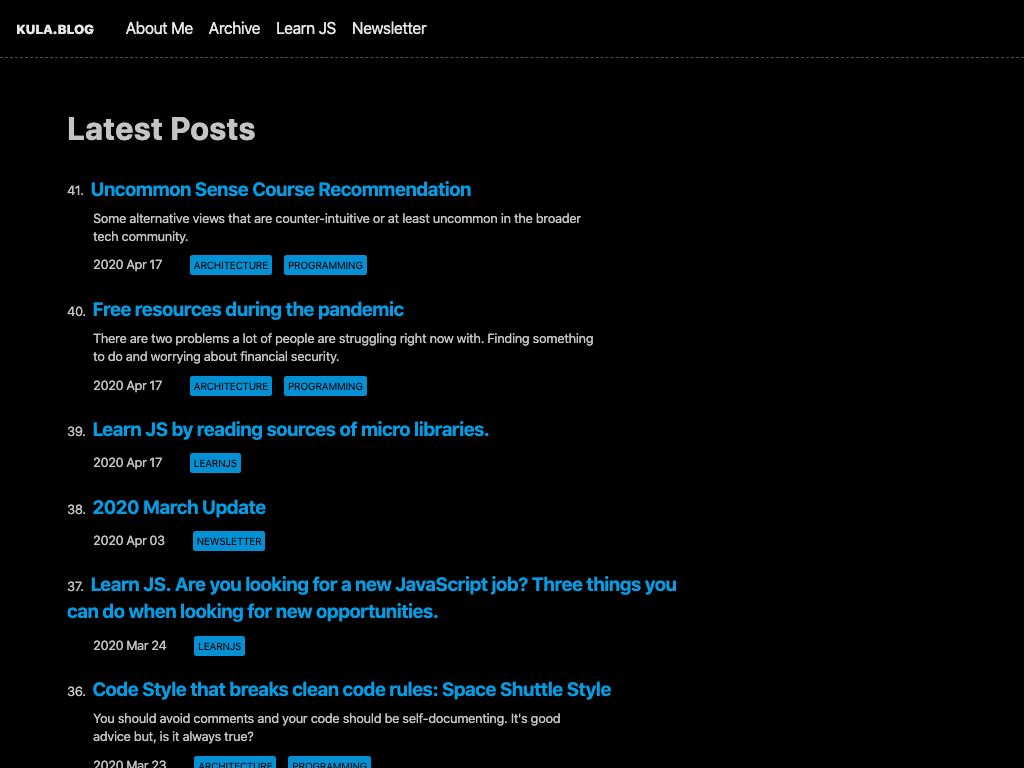 KULA.BLOG About Me Archive Learn JS Newsletter
Latest Posts
41. Uncommon Sense Course Recommendation
Some alternative views that are counter-intuitive or at least uncommon in the broader
tech community.
2020 Apr 17 ARCHITECTURE PROGRAMMING
40. Free resources during the pandemic
There are two problems a lot of people are struggling right now with. Finding something
to do and worrying about financial security.
2020 Apr 17 ARCHITECTURE PROGRAMMING
39. Learn JS by reading sources of micro libraries.
2020 Apr 17 LEARNJS
38. 2020 March Update
2020 Apr 03 NEWSLETTER
37. Learn JS. Are you looking for a new JavaScript job? Three things you
can do when looking for new opportunities.
2020 Mar 24 LEARNJS
36. Code Style that breaks clean code rules: Space Shuttle Style
You should avoid comments and your code should be self-documenting. It's good
advice but, is it always true?
2020 Mar 23 ARCHITECTURE PROGRAMMING